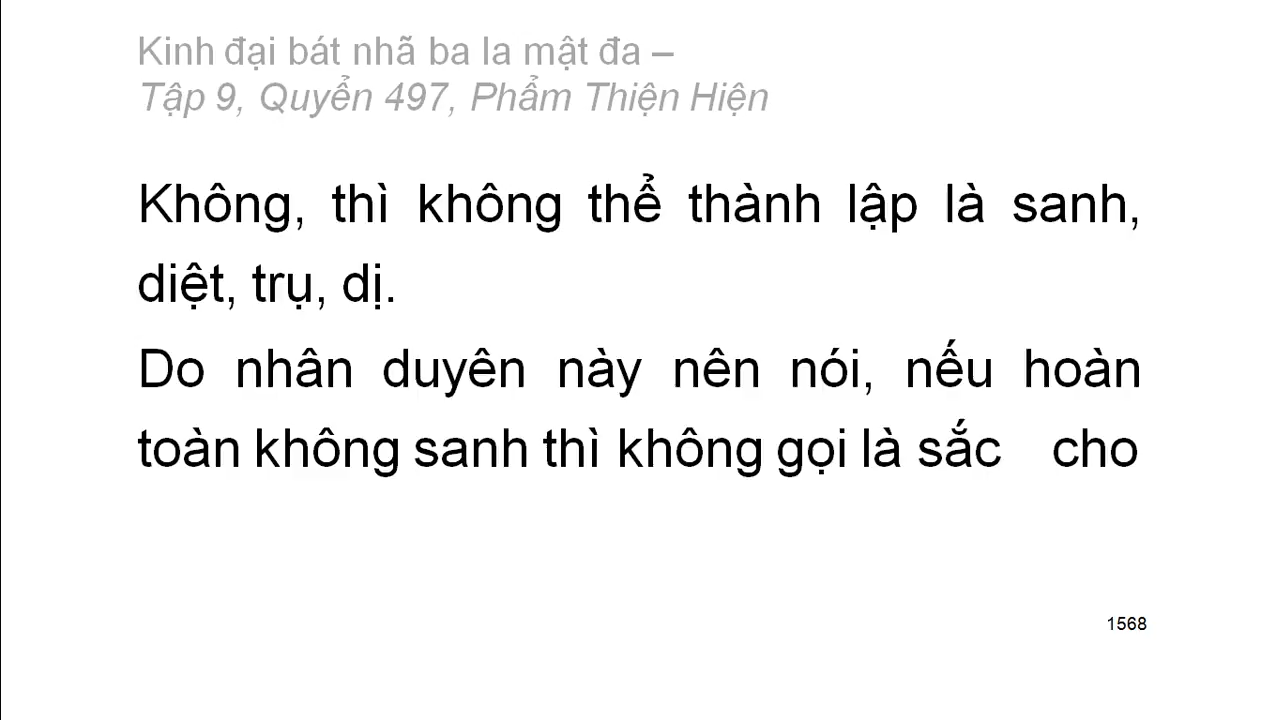 Kinh đại bát nhã ba la mật đa –
Tập 9, Quyển 497, Phẩm Thiện Hiện
Không, thì không thể thành lập là sanh,
diệt, trụ, dị.
Do nhân duyên này nên nói, nếu hoàn
toàn không sanh thì không gọi là sắc cho
1568